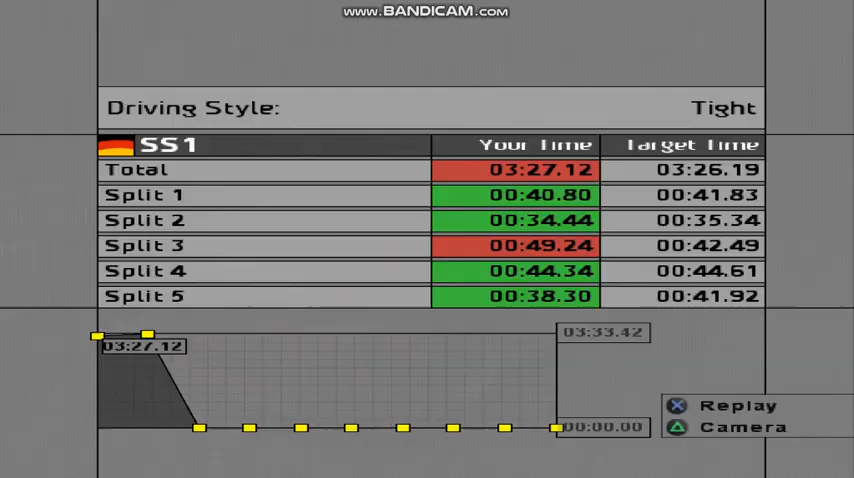 www.BANDICAM.com
Driving Style: Tight
SS1 Your Time Target Time
Total 03:27.12 03:26.19
Split 1 00:40.80 00:41.83
Split 2 00:34.44 00:35.34
Split 3 00:49.24 00:42.49
Split 4 00:44.34 00:44.61
Split 5 00:38.30 00:41.92
03:33.42
03:27.12
Replay
00:00.00 Camera